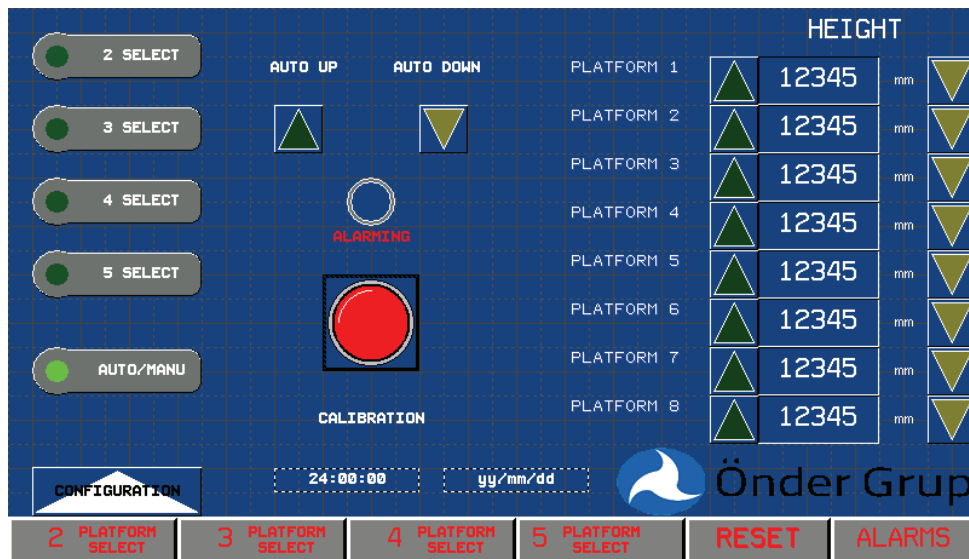 HEIGHT
2 SELECT
AUTO UP AUTO DOWN
PLATFORM 1 12345 mm
PLATFORM 2 12345 mm
3 SELECT
PLATFORM 3 12345 mm
4 SELECT
PLATFORM 4 12345 mm
ALARMING
PLATFORM 5 12345 mm
5 SELECT
PLATFORM 6 12345 mm
PLATFORM 7 12345 mm
AUTO/MANU
PLATFORM 8 12345 mm
CALIBRATION
CONFIGURATION
24:00:00 yy/mm/dd
Önder Grup
2 PLATFORM SELECT
3 PLATFORM SELECT
4 PLATFORM SELECT
5 PLATFORM SELECT
RESET
ALARMS